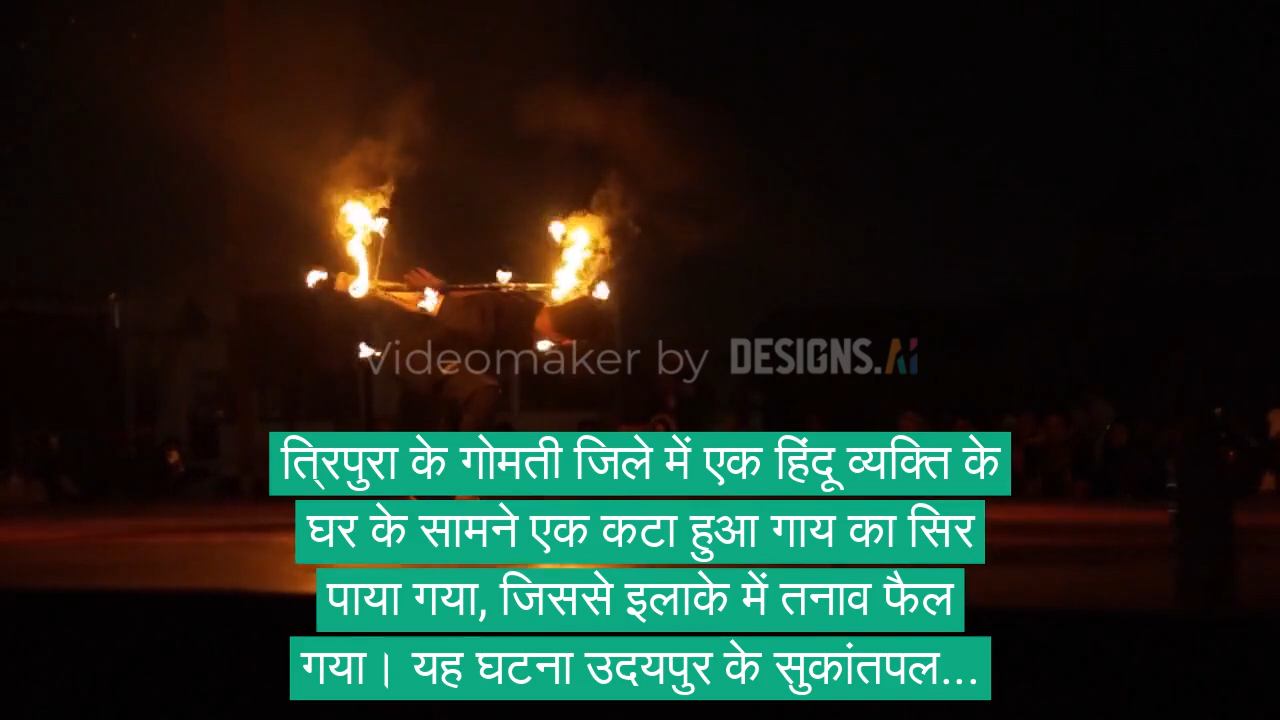 Videomaker by DESIGNS.AI
त्रिपुरा के गोमती जिले में एक हिंदू व्यक्ति के
घर के सामने एक कटा हुआ गाय का सिर
पाया गया, जिससे इलाके में तनाव फैल
गया। यह घटना उदयपुर के सुकांतपल...